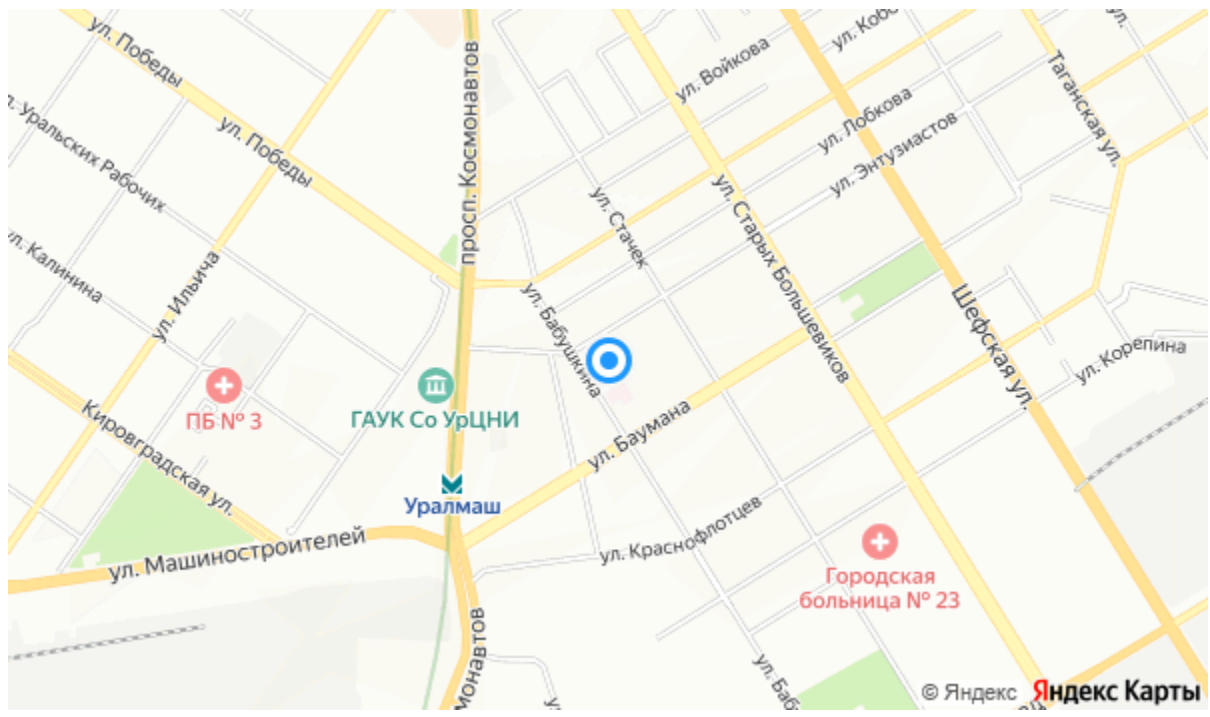 ул. Победы
просп. Космонавтов
ул. Войкова
Таганская ул.
ул. Лобкова
ул. Уральских Рабочих
ул. Победы
ул. Энтузиастов
ул. Стачек
ул. Старых Большевиков
ул. Калинина
ул. Ильича
ул. Бабушкина
Шефская ул.
ул. Корепина
ПБ № 3
ГАУК Со УрЦНИ
Кировградская ул.
ул. Баумана
Уралмаш
ул. Машиностроителей
ул. Краснофлотцев
Городская
больница № 23
монавтов
ул. Баб
© Яндекс Яндекс Карты